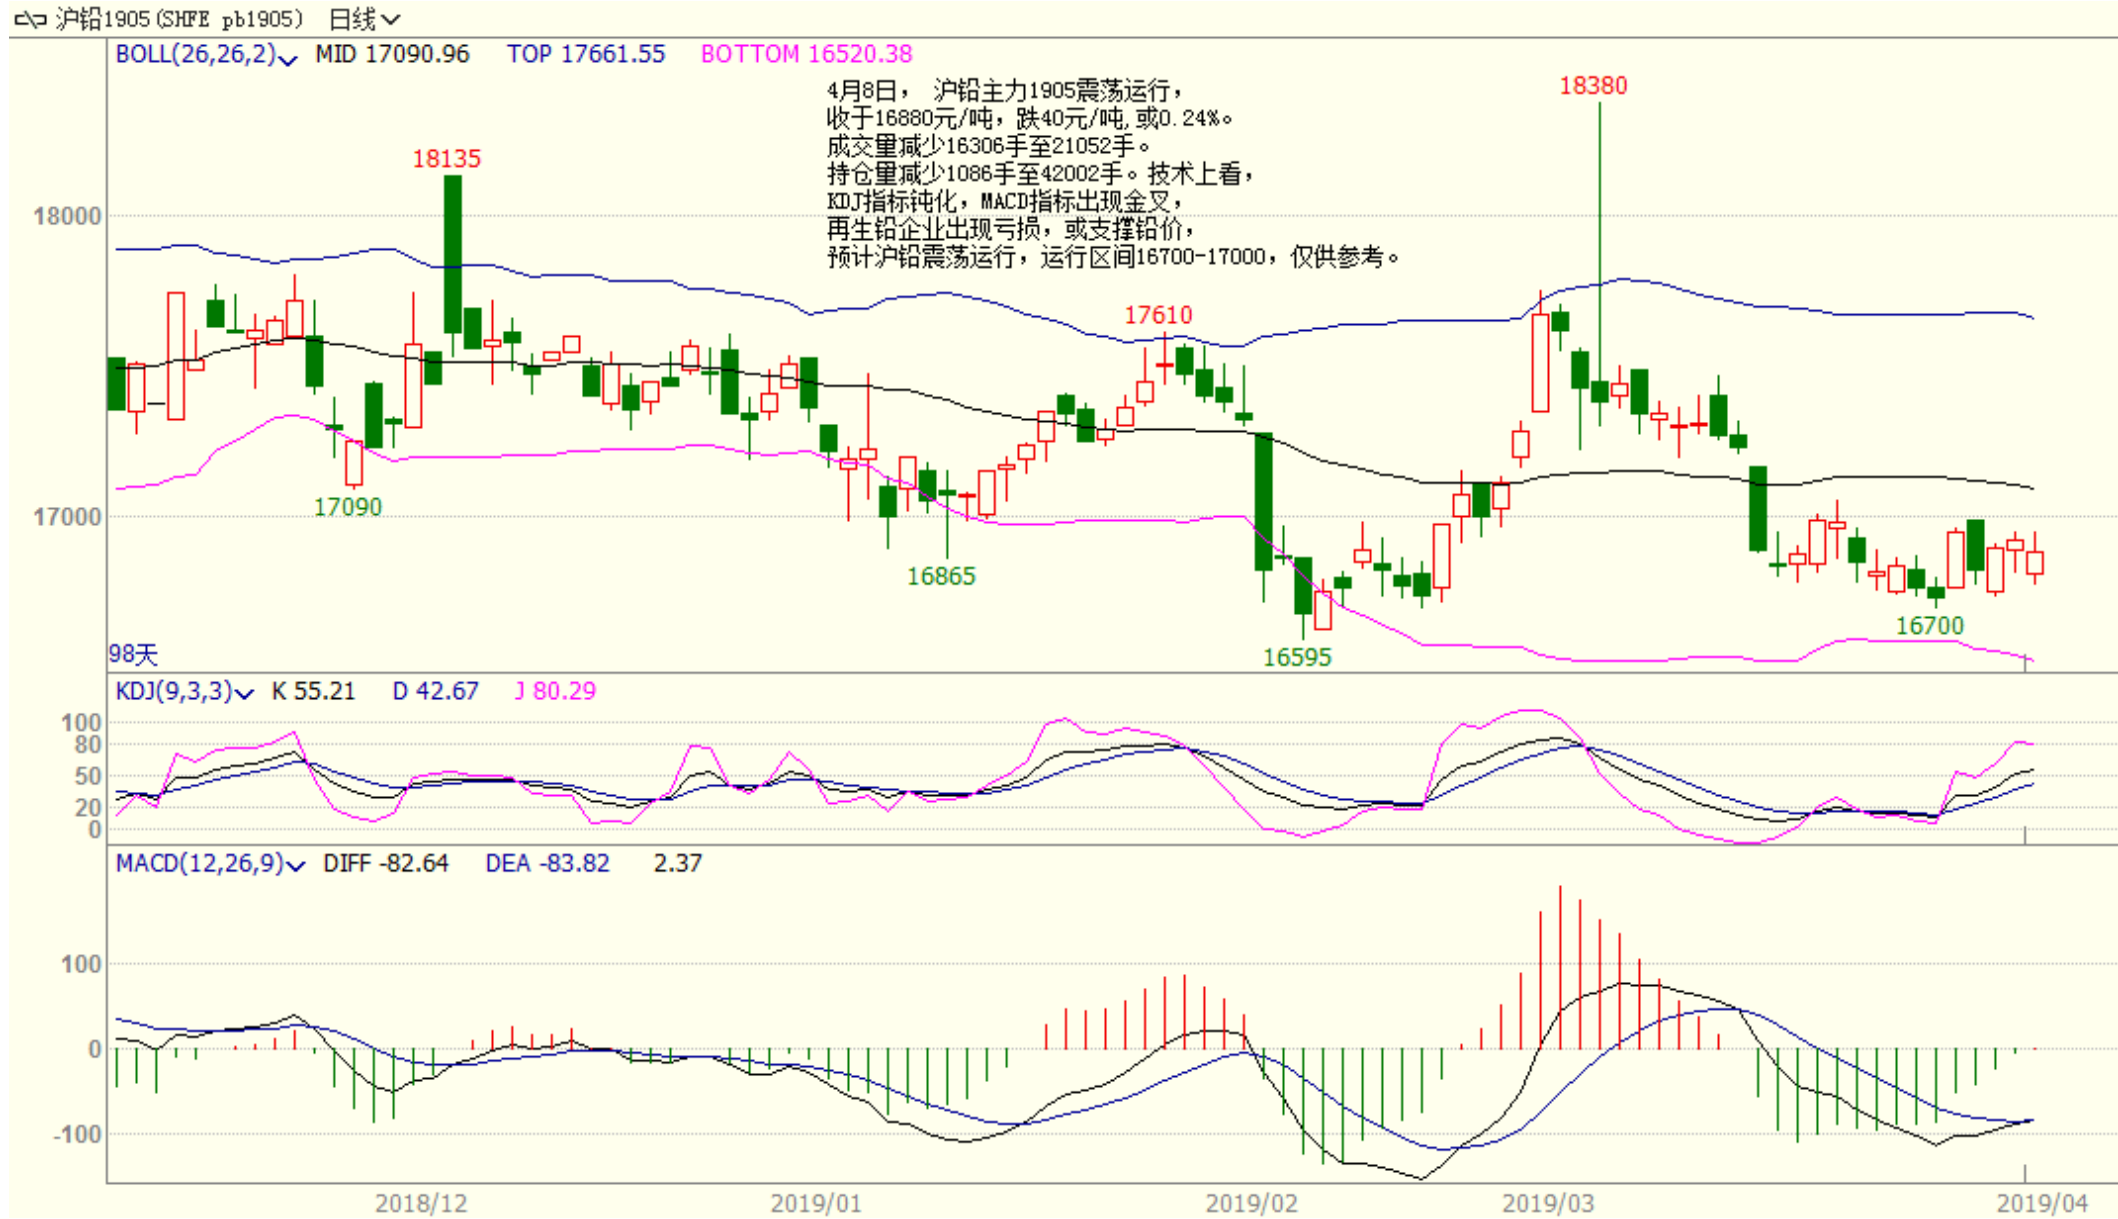 沪铅1905(SHFE pb1905) 日线
BOLL(26,26,2) MID 17090.96 TOP 17661.55 BOTTOM 16520.38
4月8日， 沪铅主力1905震荡运行，
收于16880元/吨，跌40元/吨,或0.24%。
成交量减少16306手至21052手。
持仓量减少1086手至42002手。技术上看，
KDJ指标钝化，MACD指标出现金叉，
再生铅企业出现亏损，或支撑铅价，
预计沪铅震荡运行，运行区间16700-17000，仅供参考。
18380
18135
18000
17610
17090
17000
16865
16700
16595
98天
KDJ(9,3,3) K 55.21 D 42.67 J 80.29
100
80
50
20
0
MACD(12,26,9) DIFF -82.64 DEA -83.82 2.37
100
0
-100
2018/12 2019/01 2019/02 2019/03 2019/04